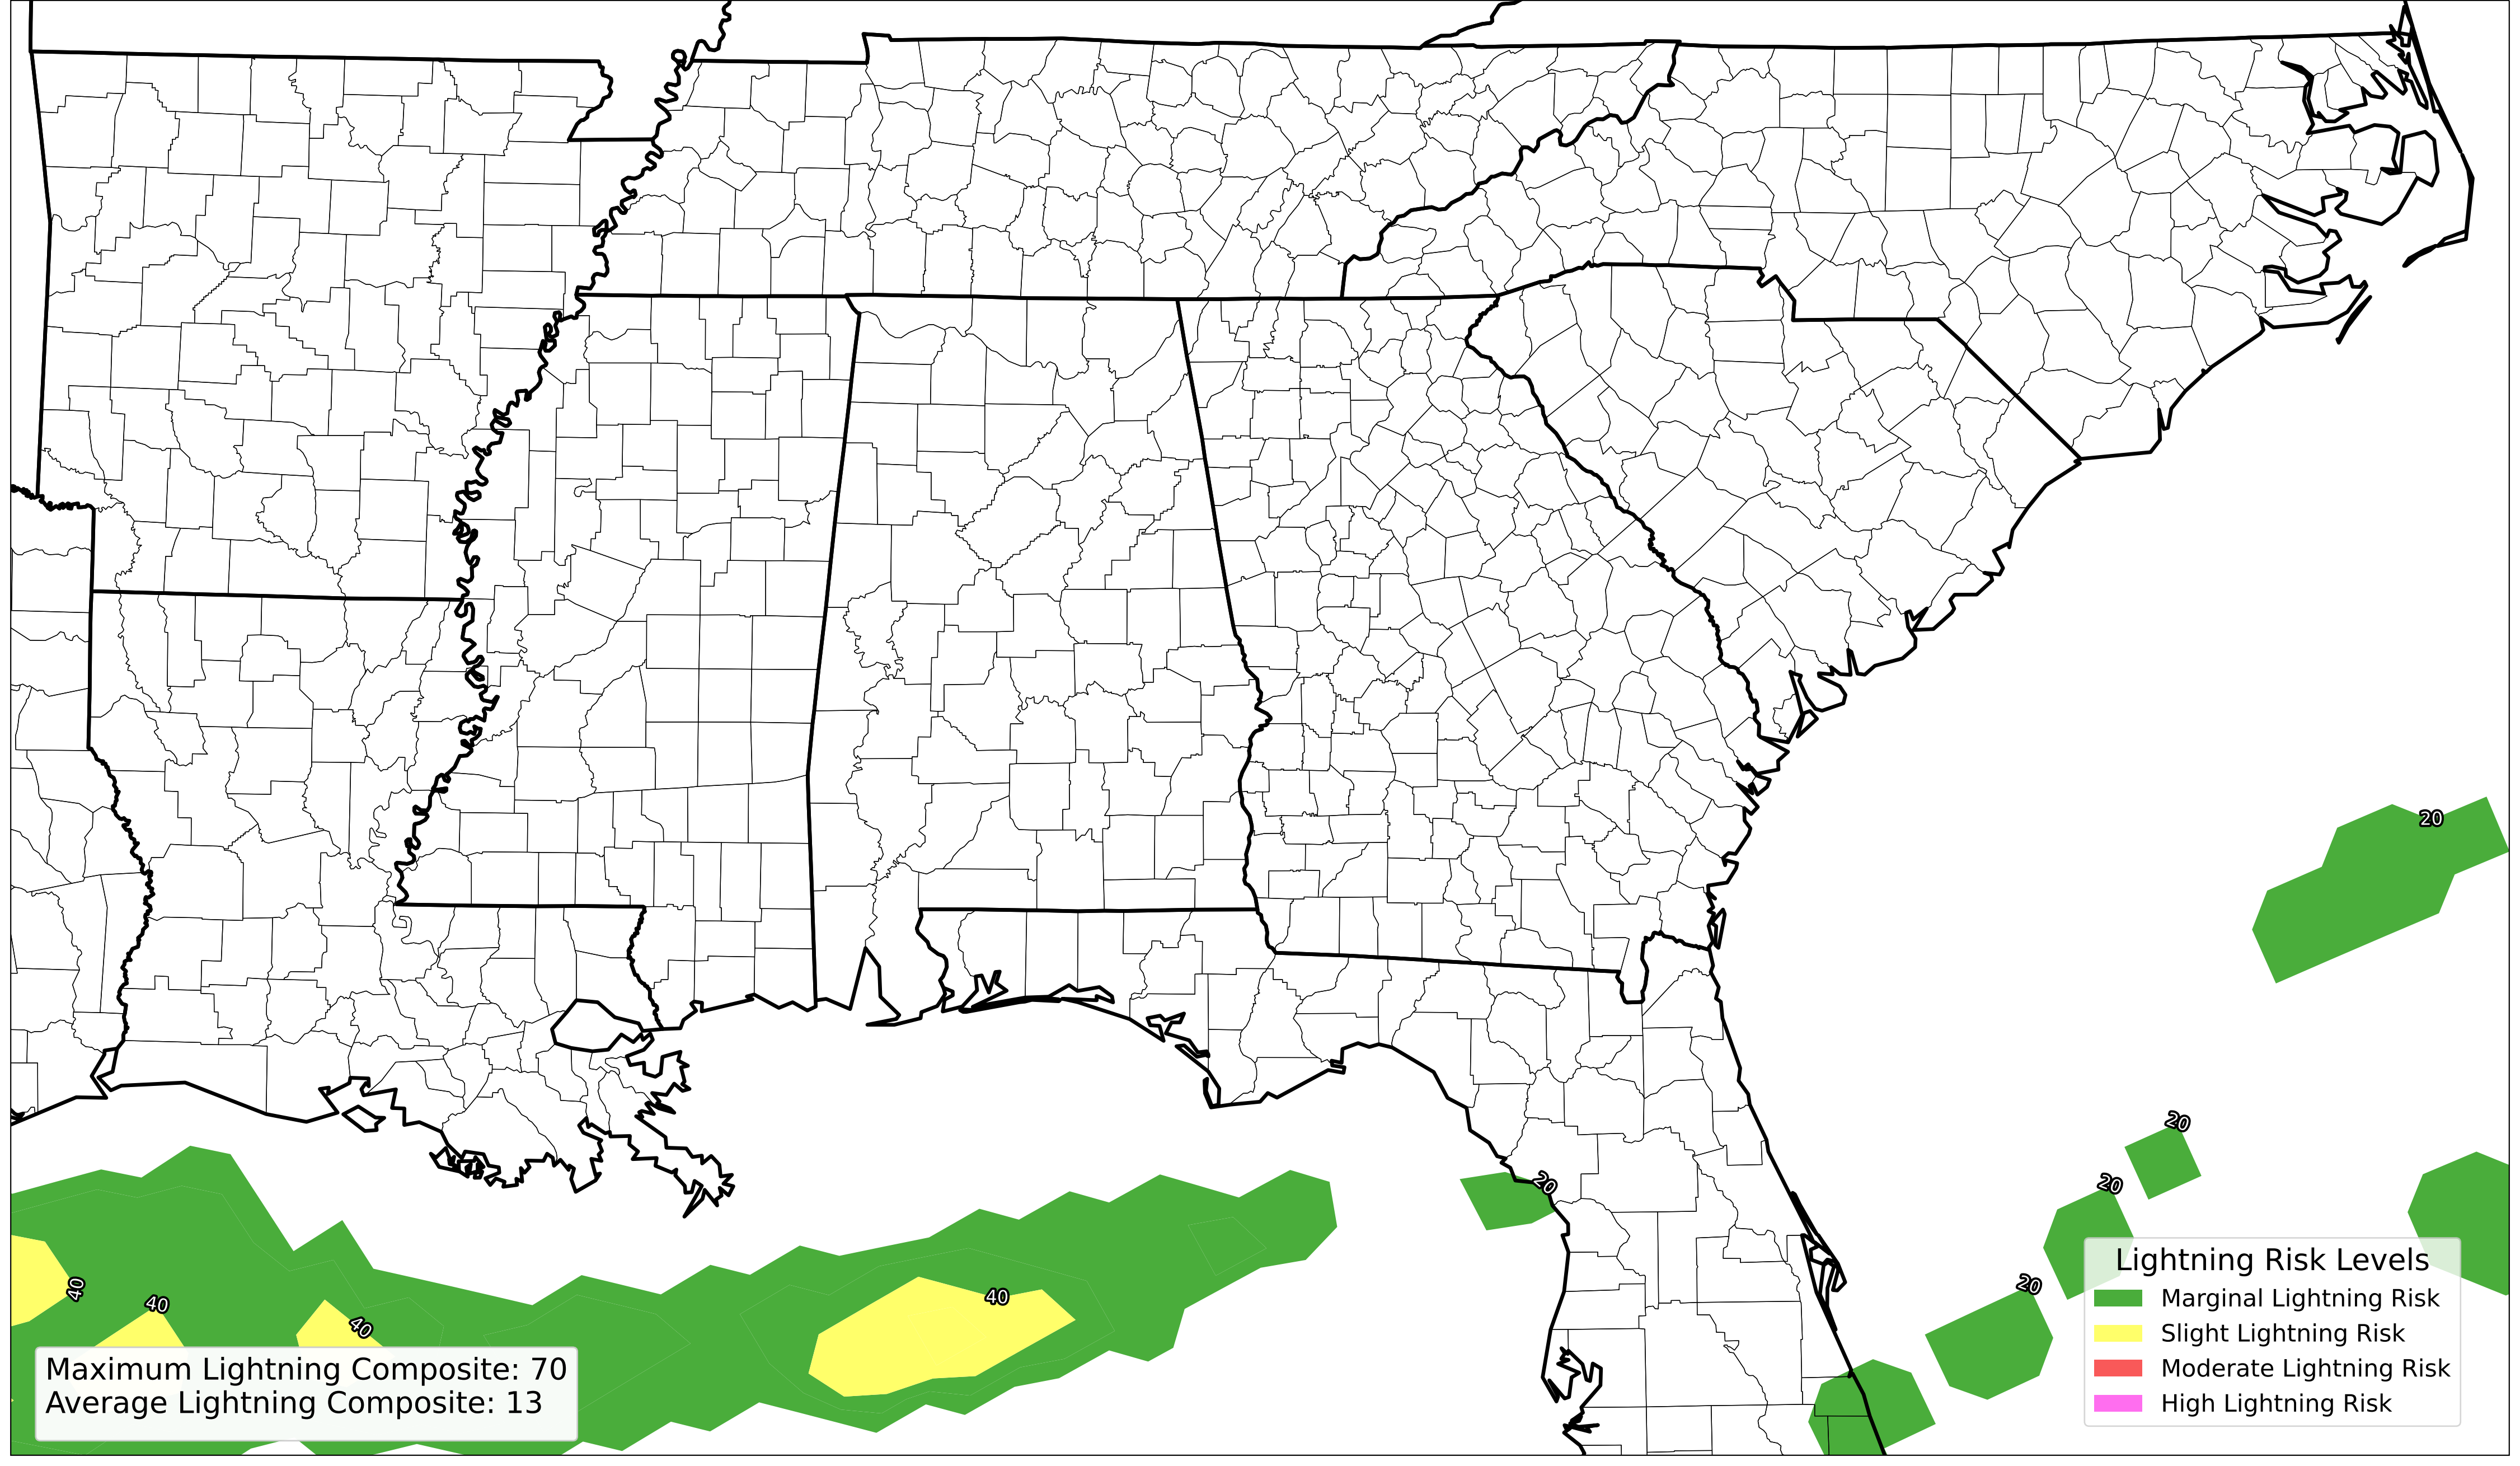 20
20
20
20
20
40
40
40
40
Maximum Lightning Composite: 70
Average Lightning Composite: 13
Lightning Risk Levels
Marginal Lightning Risk
Slight Lightning Risk
Moderate Lightning Risk
High Lightning Risk